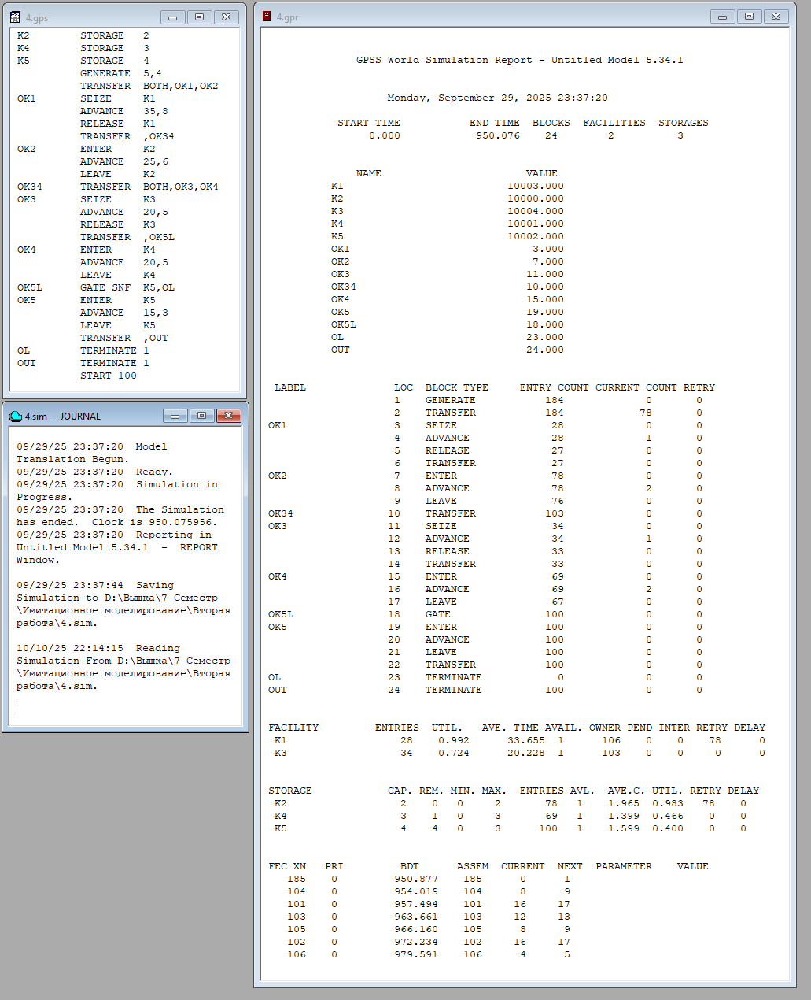 4.gps
K2 STORAGE 2
K4 STORAGE 3
K5 STORAGE 4
GENERATE 5,4
TRANSFER BOTH,OK1,OK2
OK1 SEIZE K1
ADVANCE 35,8
RELEASE K1
TRANSFER ,OK34
OK2 ENTER K2
ADVANCE 25,6
LEAVE K2
OK34 TRANSFER BOTH,OK3,OK4
OK3 SEIZE K3
ADVANCE 20,5
RELEASE K3
TRANSFER ,OK5L
OK4 ENTER K4
ADVANCE 20,5
LEAVE K4
OK5L GATE SNF K5,OL
OK5 ENTER K5
ADVANCE 15,3
LEAVE K5
TRANSFER ,OUT
OL TERMINATE 1
OUT TERMINATE 1
START 100
4.sim - JOURNAL
09/29/25 23:37:20 Model
Translation Begun.
09/29/25 23:37:20 Ready.
09/29/25 23:37:20 Simulation in
Progress.
09/29/25 23:37:20 The Simulation
has ended. Clock is 950.075956.
09/29/25 23:37:20 Reporting in
Untitled Model 5.34.1 - REPORT
Window.
09/29/25 23:37:44 Saving
Simulation to D:\Вышка\7 Семестр
\Имитационное моделирование\Вторая
работа\4.sim.
10/10/25 22:14:15 Reading
Simulation From D:\Вышка\7 Семестр
\Имитационное моделирование\Вторая
работа\4.sim.
4.gpr
GPSS World Simulation Report - Untitled Model 5.34.1
Monday, September 29, 2025 23:37:20
START TIME END TIME BLOCKS FACILITIES STORAGES
0.000 950.076 24 2 3
NAME VALUE
K1 10003.000
K2 10000.000
K3 10004.000
K4 10001.000
K5 10002.000
OK1 3.000
OK2 7.000
OK3 11.000
OK34 10.000
OK4 15.000
OK5 19.000
OK5L 18.000
OL 23.000
OUT 24.000
LABEL LOC BLOCK TYPE ENTRY COUNT CURRENT COUNT RETRY
1 GENERATE 184 0 0
2 TRANSFER 184 78 0
OK1 3 SEIZE 28 0 0
4 ADVANCE 28 1 0
5 RELEASE 27 0 0
6 TRANSFER 27 0 0
OK2 7 ENTER 78 0 0
8 ADVANCE 78 2 0
9 LEAVE 76 0 0
OK34 10 TRANSFER 103 0 0
OK3 11 SEIZE 34 0 0
12 ADVANCE 34 1 0
13 RELEASE 33 0 0
14 TRANSFER 33 0 0
OK4 15 ENTER 69 0 0
16 ADVANCE 69 2 0
17 LEAVE 67 0 0
OK5L 18 GATE 100 0 0
OK5 19 ENTER 100 0 0
20 ADVANCE 100 0 0
21 LEAVE 100 0 0
22 TRANSFER 100 0 0
OL 23 TERMINATE 0 0 0
OUT 24 TERMINATE 100 0 0
FACILITY ENTRIES UTIL. AVE. TIME AVAIL. OWNER PEND INTER RETRY DELAY
K1 28 0.992 33.655 1 106 0 0 78 0
K3 34 0.724 20.228 1 103 0 0 0 0
STORAGE CAP. REM. MIN. MAX. ENTRIES AVL. AVE.C. UTIL. RETRY DELAY
K2 2 0 0 2 78 1 1.965 0.983 78 0
K4 3 1 0 3 69 1 1.399 0.466 0 0
K5 4 4 0 3 100 1 1.599 0.400 0 0
FEC XN PRI BDT ASSEM CURRENT NEXT PARAMETER VALUE
185 0 950.877 185 0 1
104 0 954.019 104 8 9
101 0 957.494 101 16 17
103 0 963.661 103 12 13
105 0 966.160 105 8 9
102 0 972.234 102 16 17
106 0 979.591 106 4 5